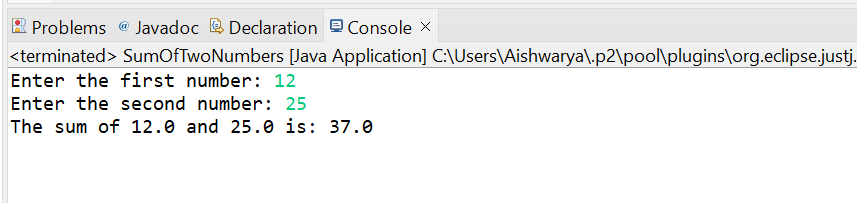 Problems @ Javadoc Declaration Console ×
<terminated> SumOfTwoNumbers [Java Application] C:\Users\Aishwarya\.p2\pool\plugins\org.eclipse.justj.
Enter the first number: 12
Enter the second number: 25
The sum of 12.0 and 25.0 is: 37.0